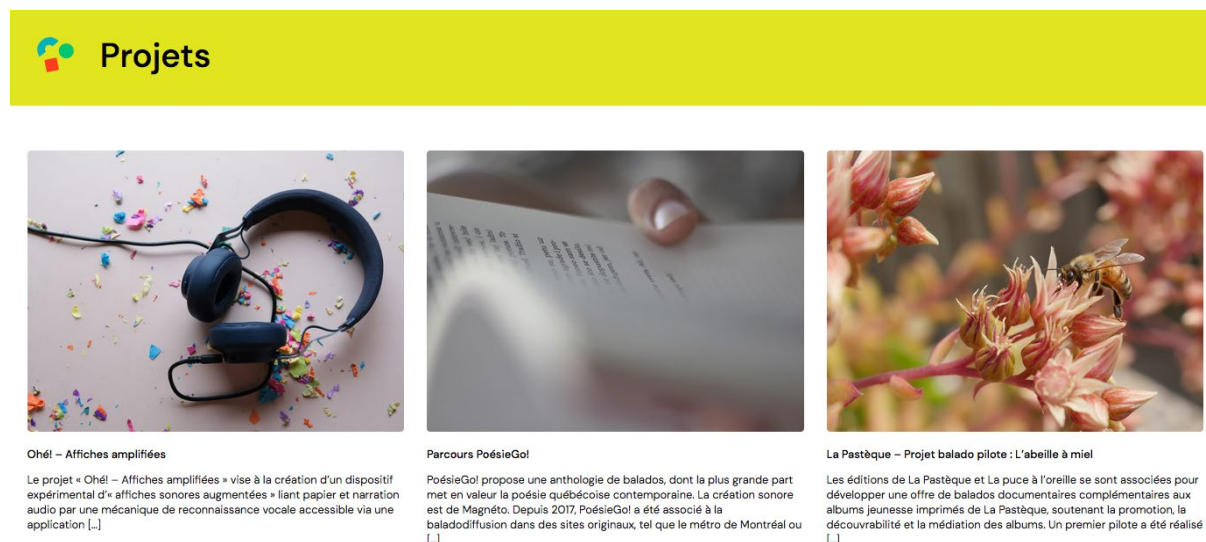 Projets
Ohé! – Affiches amplifiées
Le projet « Ohé! – Affiches amplifiées » vise à la création d’un dispositif
expérimental d’« affiches sonores augmentées » liant papier et narration
audio par une mécanique de reconnaissance vocale accessible via une
application [...]
Parcours PoésieGo!
PoésieGo! propose une anthologie de balados, dont la plus grande part
met en valeur la poésie québécoise contemporaine. La création sonore
est de Magnéto. Depuis 2017, PoésieGo! a été associé à la
baladodiffusion dans des sites originaux, tel que le métro de Montréal ou
[...]
La Pastèque – Projet balado pilote : L’abeille à miel
Les éditions de La Pastèque et La puce à l’oreille se sont associées pour
développer une offre de balados documentaires complémentaires aux
albums jeunesse imprimés de La Pastèque, soutenant la promotion, la
découvrabilité et la médiation des albums. Un premier pilote a été réalisé
[...]